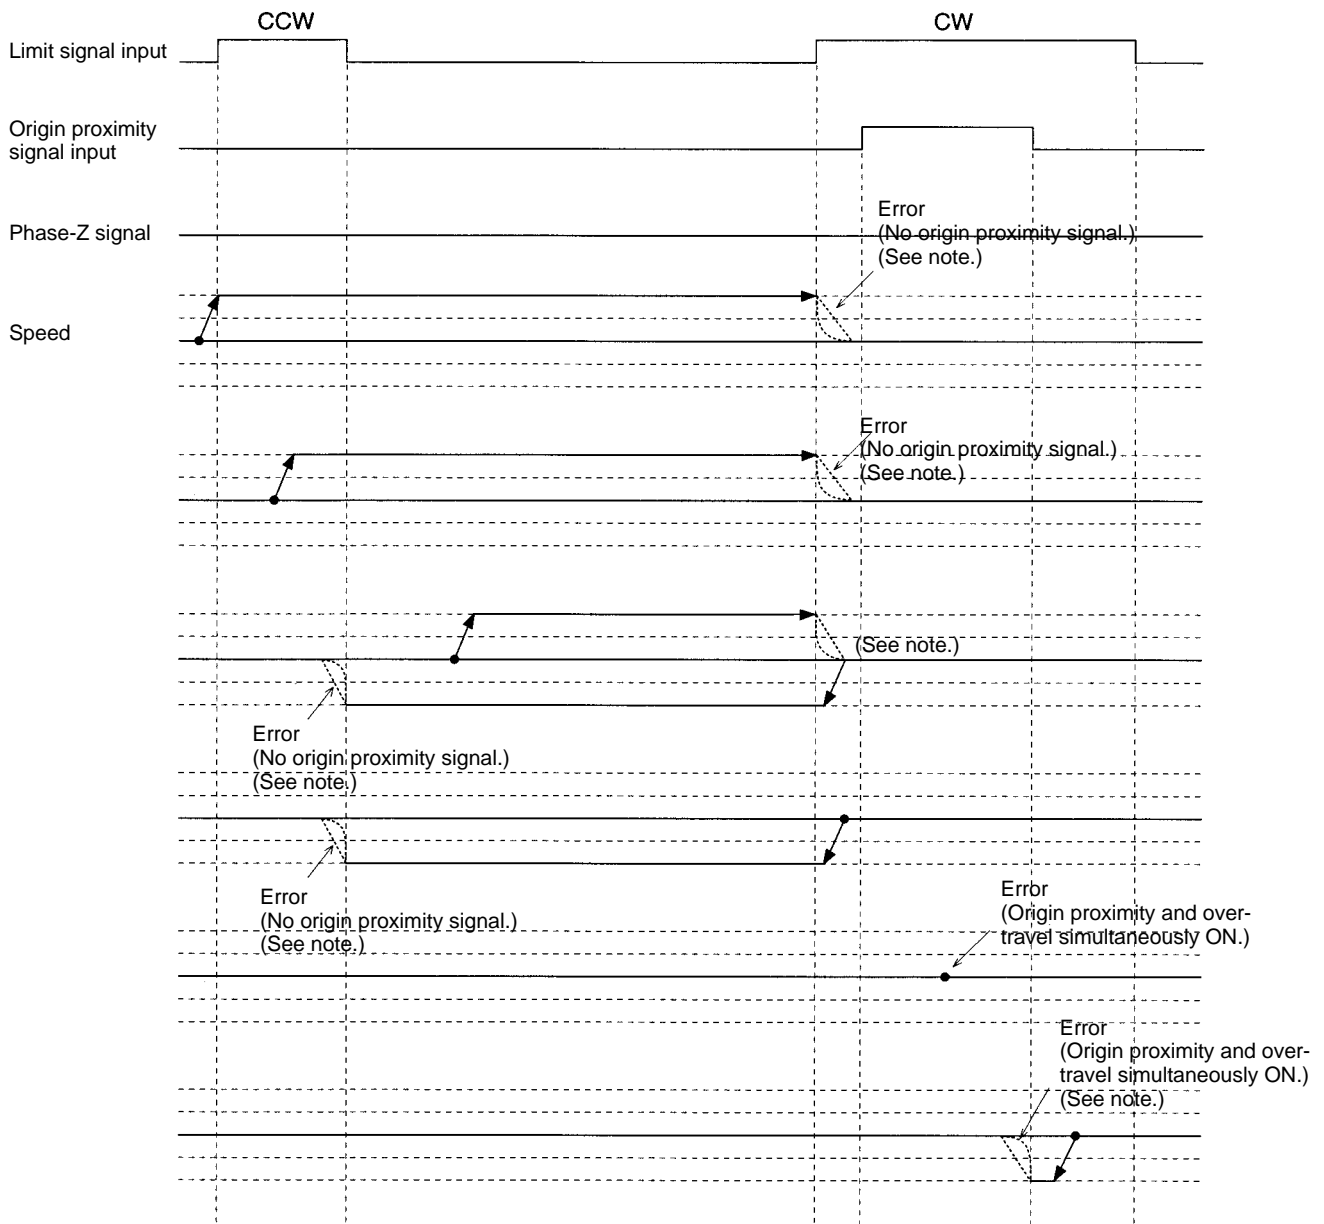 CCW
CW
Limit signal input
Origin proximity
signal input
Error
(No origin proximity signal.)
(See note.)
Phase-Z signal
Speed
Error
(No origin proximity signal.)
(See note.)
(See note.)
Error
(No origin proximity signal.)
(See note.)
Error
(No origin proximity signal.)
(See note.)
Error
(Origin proximity and over-
travel simultaneously ON.)
Error
(Origin proximity and over-
travel simultaneously ON.)
(See note.)